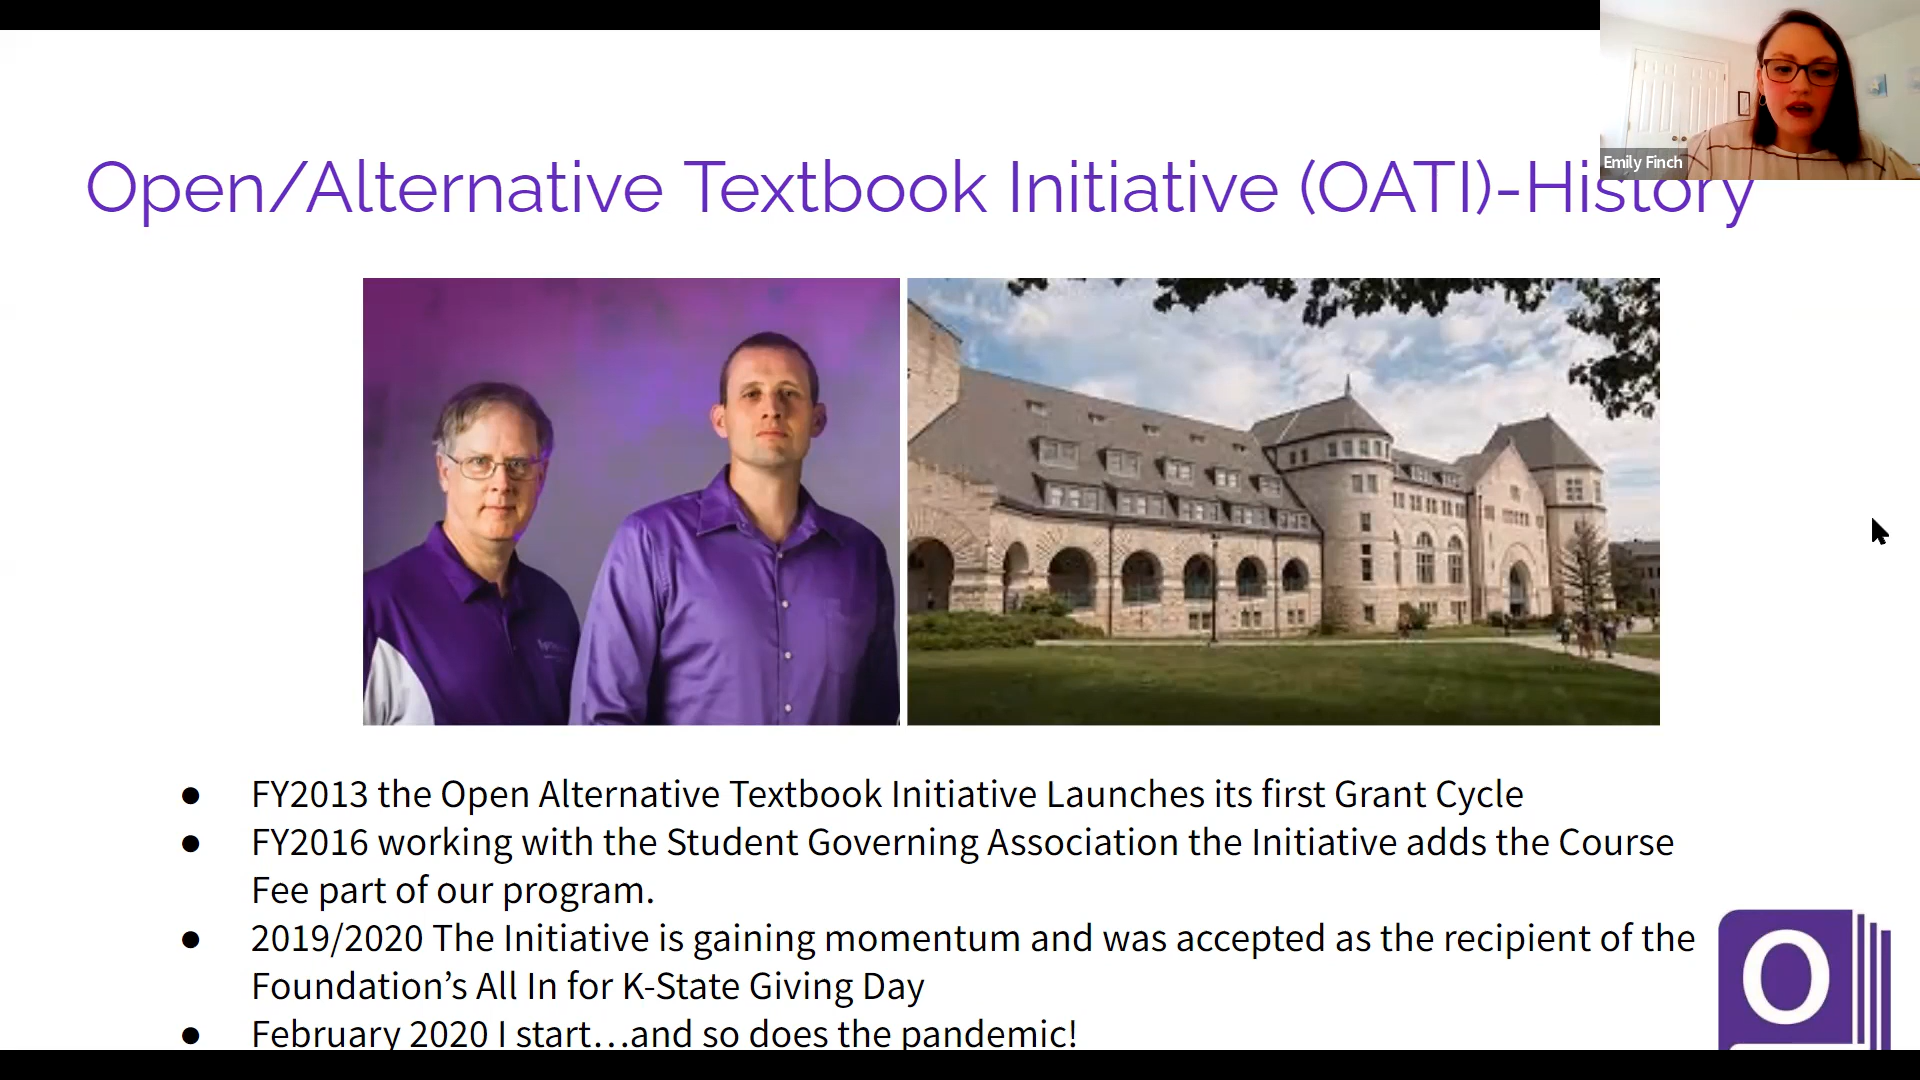 Emily Finch
Open/Alternative Textbook Initiative (OATI)-History
FY2013 the Open Alternative Textbook Initiative Launches its first Grant Cycle
FY2016 working with the Student Governing Association the Initiative adds the Course
Fee part of our program.
2019/2020 The Initiative is gaining momentum and was accepted as the recipient of the
Foundation’s All In for K-State Giving Day
February 2020 I start…and so does the pandemic!
O